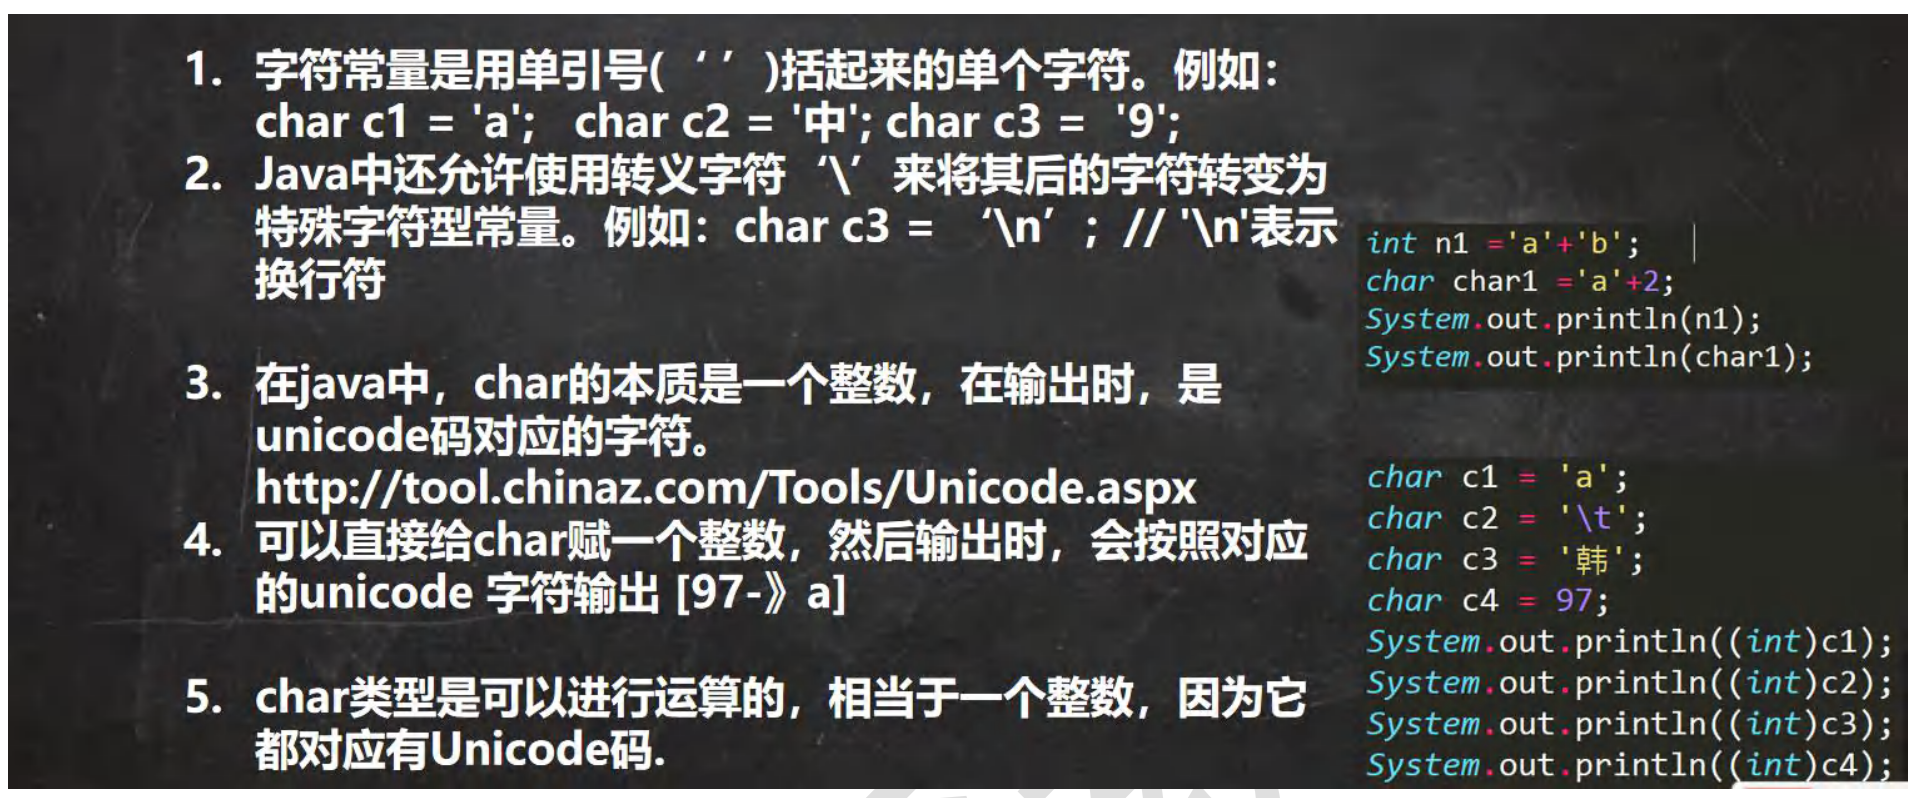 1. 字符常量是用单引号(‘ ’)括起来的单个字符。例如：
char c1 = 'a'; char c2 = '中'; char c3 = '9';
2. Java中还允许使用转义字符‘\’来将其后的字符转变为
特殊字符型常量。例如：char c3 = ‘\n’; // '\n'表示
换行符
3. 在java中，char的本质是一个整数，在输出时，是
unicode码对应的字符。
http://tool.chinaz.com/Tools/Unicode.aspx
4. 可以直接给char赋一个整数，然后输出时，会按照对应
的unicode 字符输出 [97-》a]
5. char类型是可以进行运算的，相当于一个整数，因为它
都对应有Unicode码.
int n1 ='a'+'b';
char char1 ='a'+2;
System.out.println(n1);
System.out.println(char1);
char c1 = 'a';
char c2 = '\t';
char c3 = '韩';
char c4 = 97;
System.out.println((int)c1);
System.out.println((int)c2);
System.out.println((int)c3);
System.out.println((int)c4);